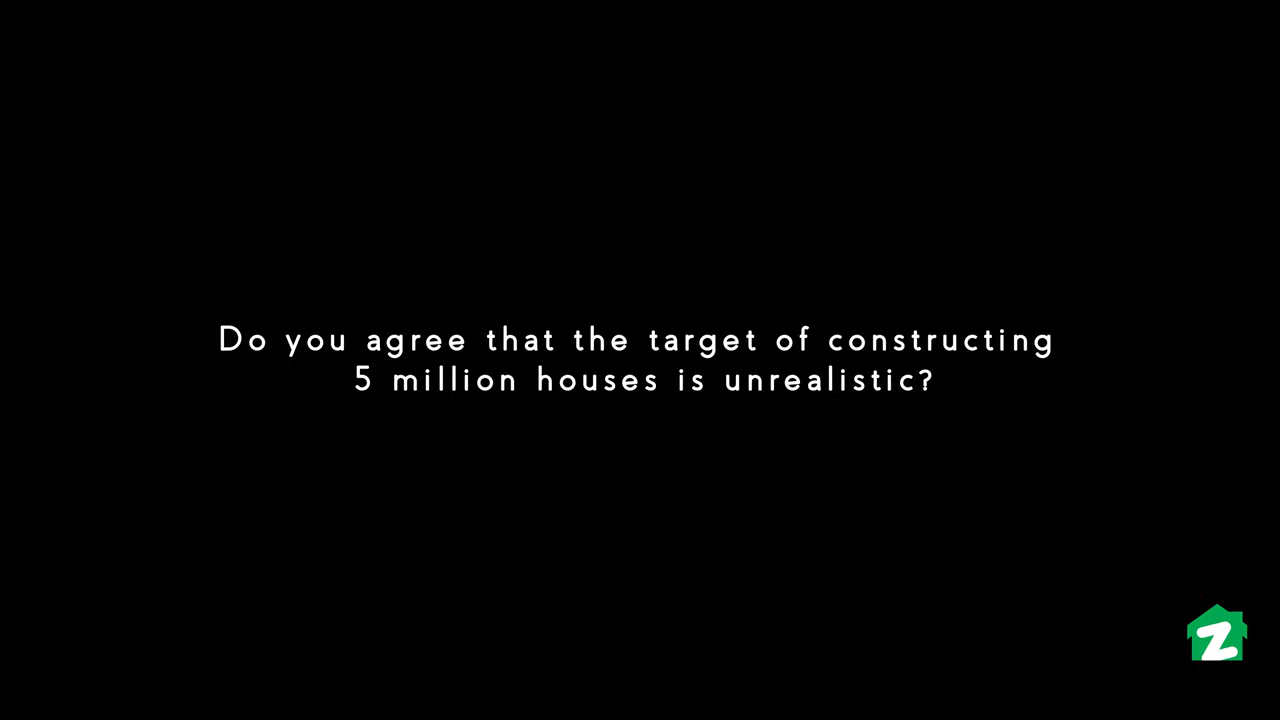 Do you agree that the target of constructing
5 million houses is unrealistic?
Z